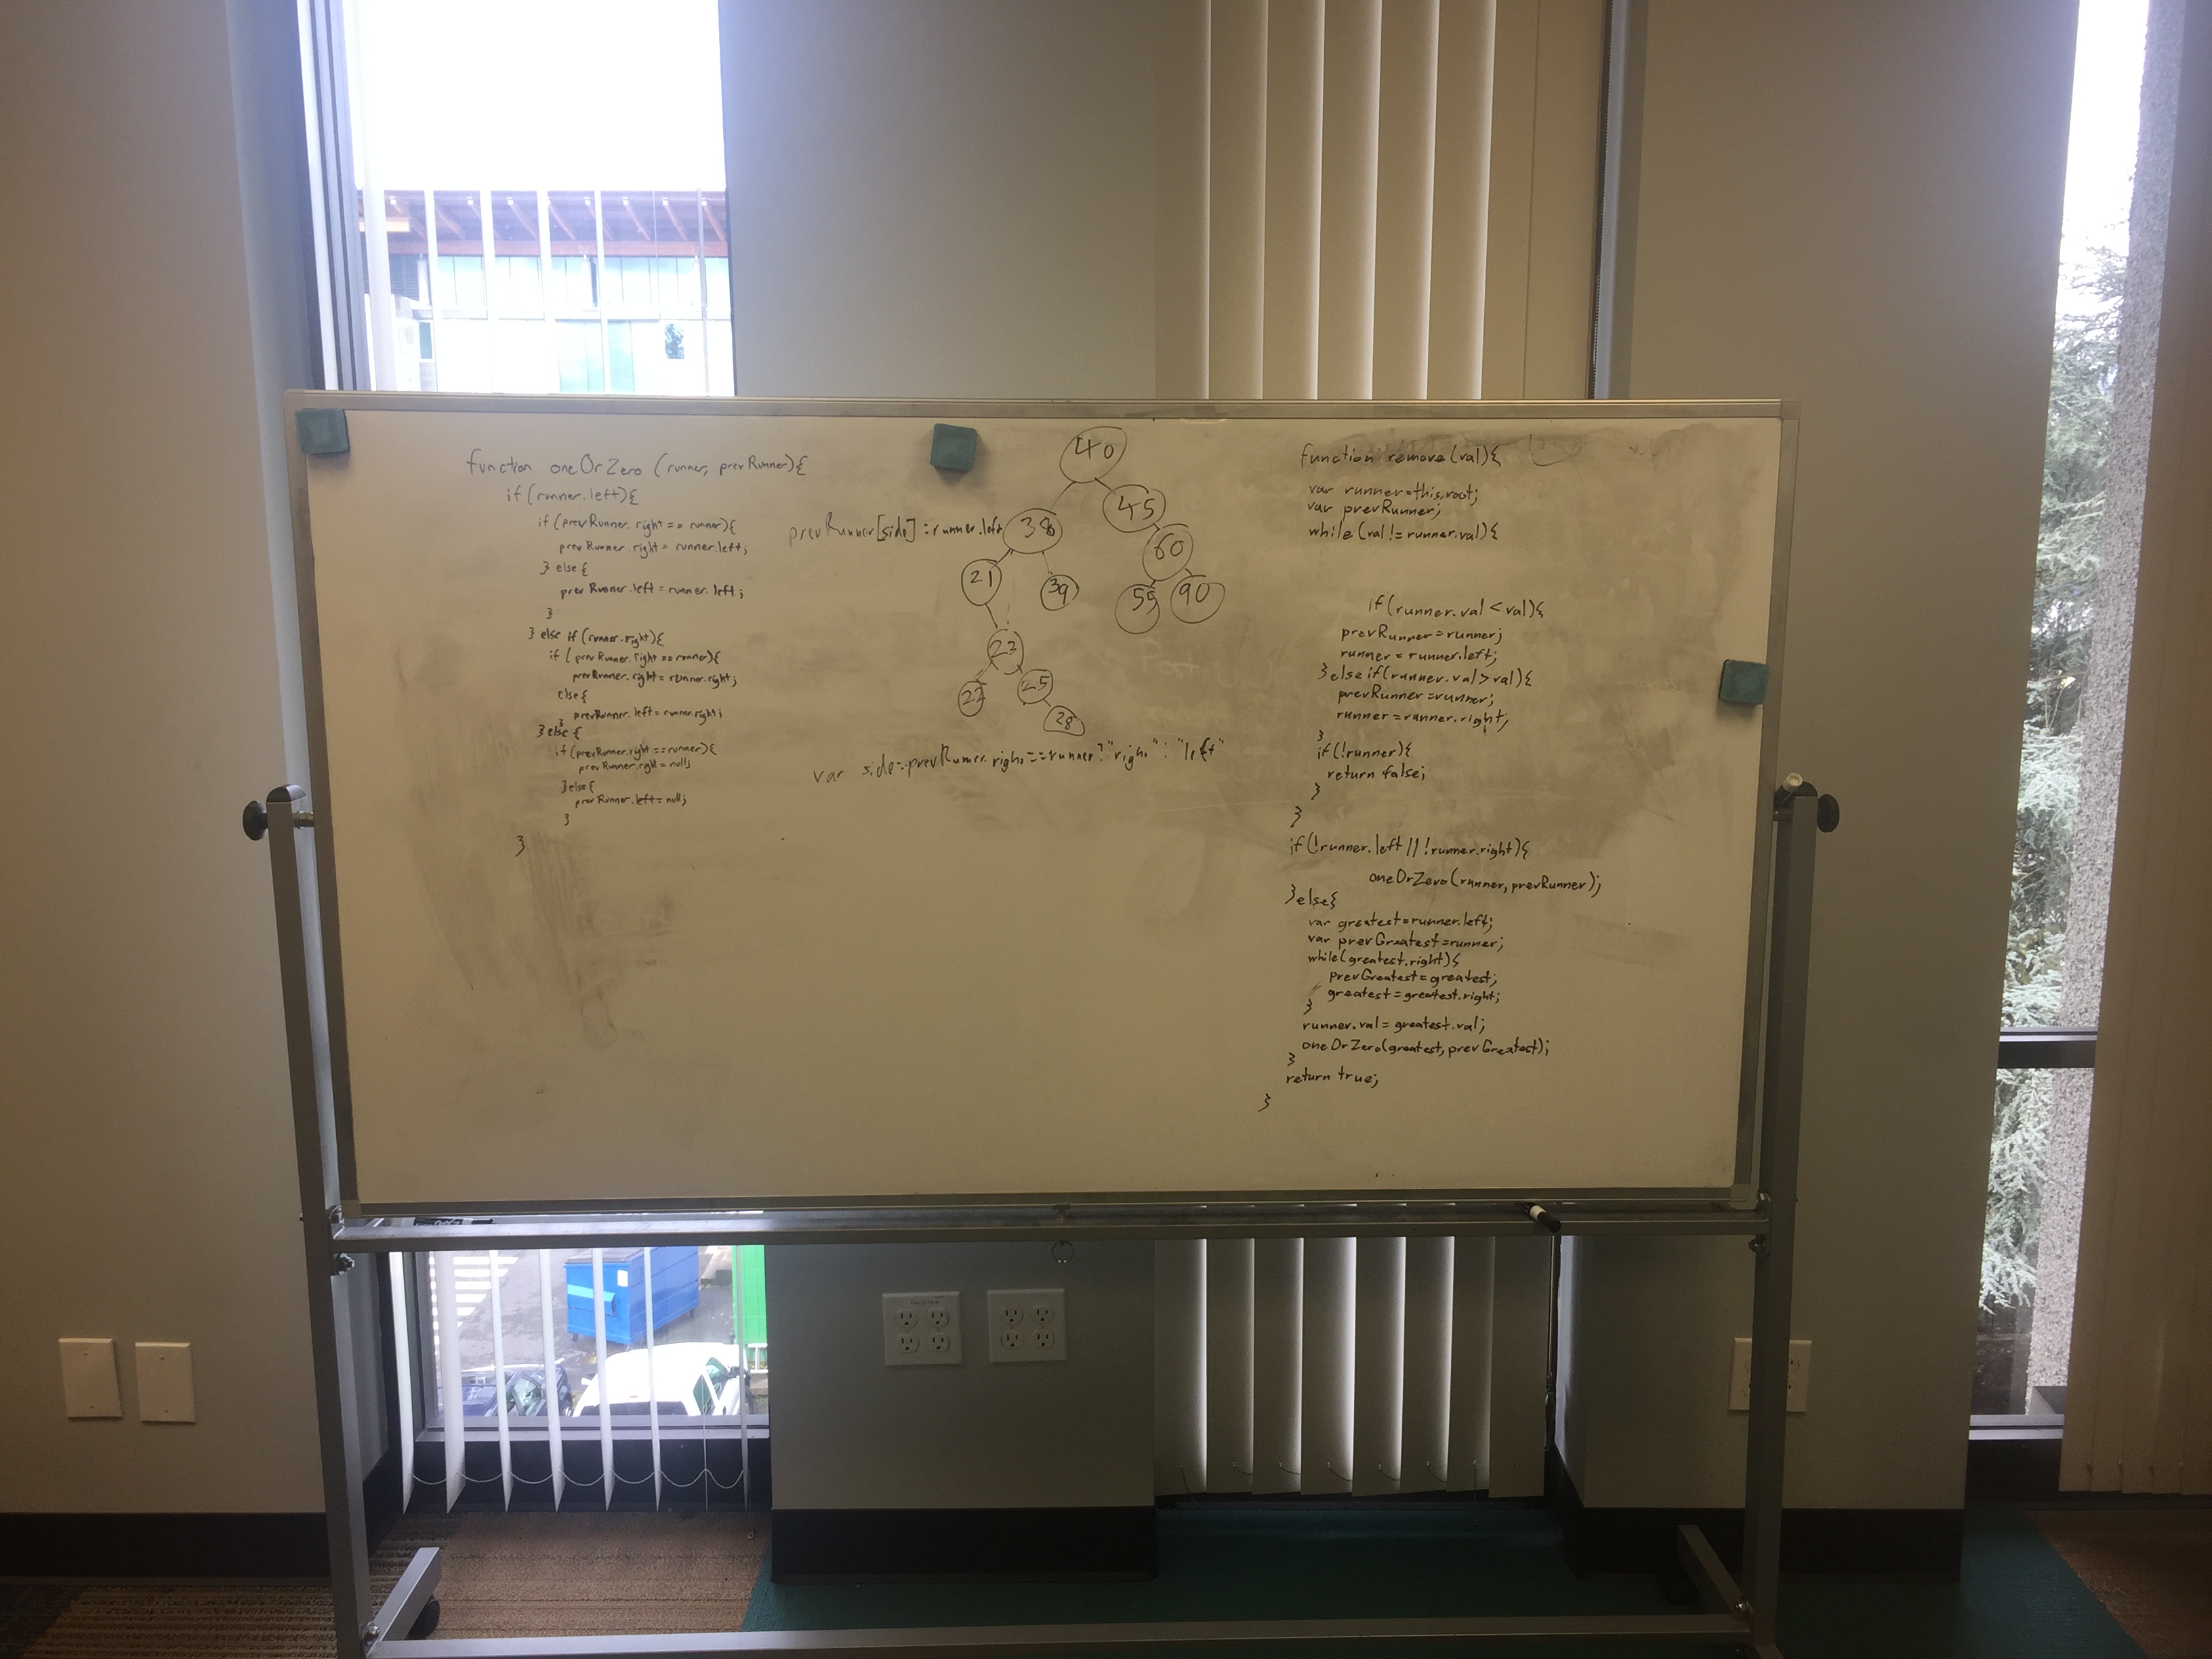 function oneOrZero (runner, prevRunner){
if (runner.left){
if (prevRunner.right == runner){
prevRunner.right = runner.left;
} else {
prevRunner.left = runner.left;
}
} else if (runner.right){
if (prevRunner.right == runner){
prevRunner.right = runner.right;
else {
prevRunner.left = runner.right;
}
} else {
if (prevRunner.right == runner){
prevRunner.right = null;
} else {
prevRunner.left = null;
}
}
40
45
prevRunner[side] = runner.left
38
60
21
39
59
90
23
22
25
28
var side = prevRunner.right == runner ? "right" : "left"
function remove(val){
var runner = this.root;
var prevRunner;
while (val != runner.val){
if (runner.val < val){
prevRunner = runner;
runner = runner.left;
} else if (runner.val > val){
prevRunner = runner;
runner = runner.right;
}
if (!runner){
return false;
}
}
if (!runner.left || !runner.right){
oneOrZero(runner, prevRunner);
} else {
var greatest = runner.left;
var prevGreatest = runner;
while (greatest.right){
prevGreatest = greatest;
greatest = greatest.right;
}
runner.val = greatest.val;
oneOrZero(greatest, prevGreatest);
}
return true;
}